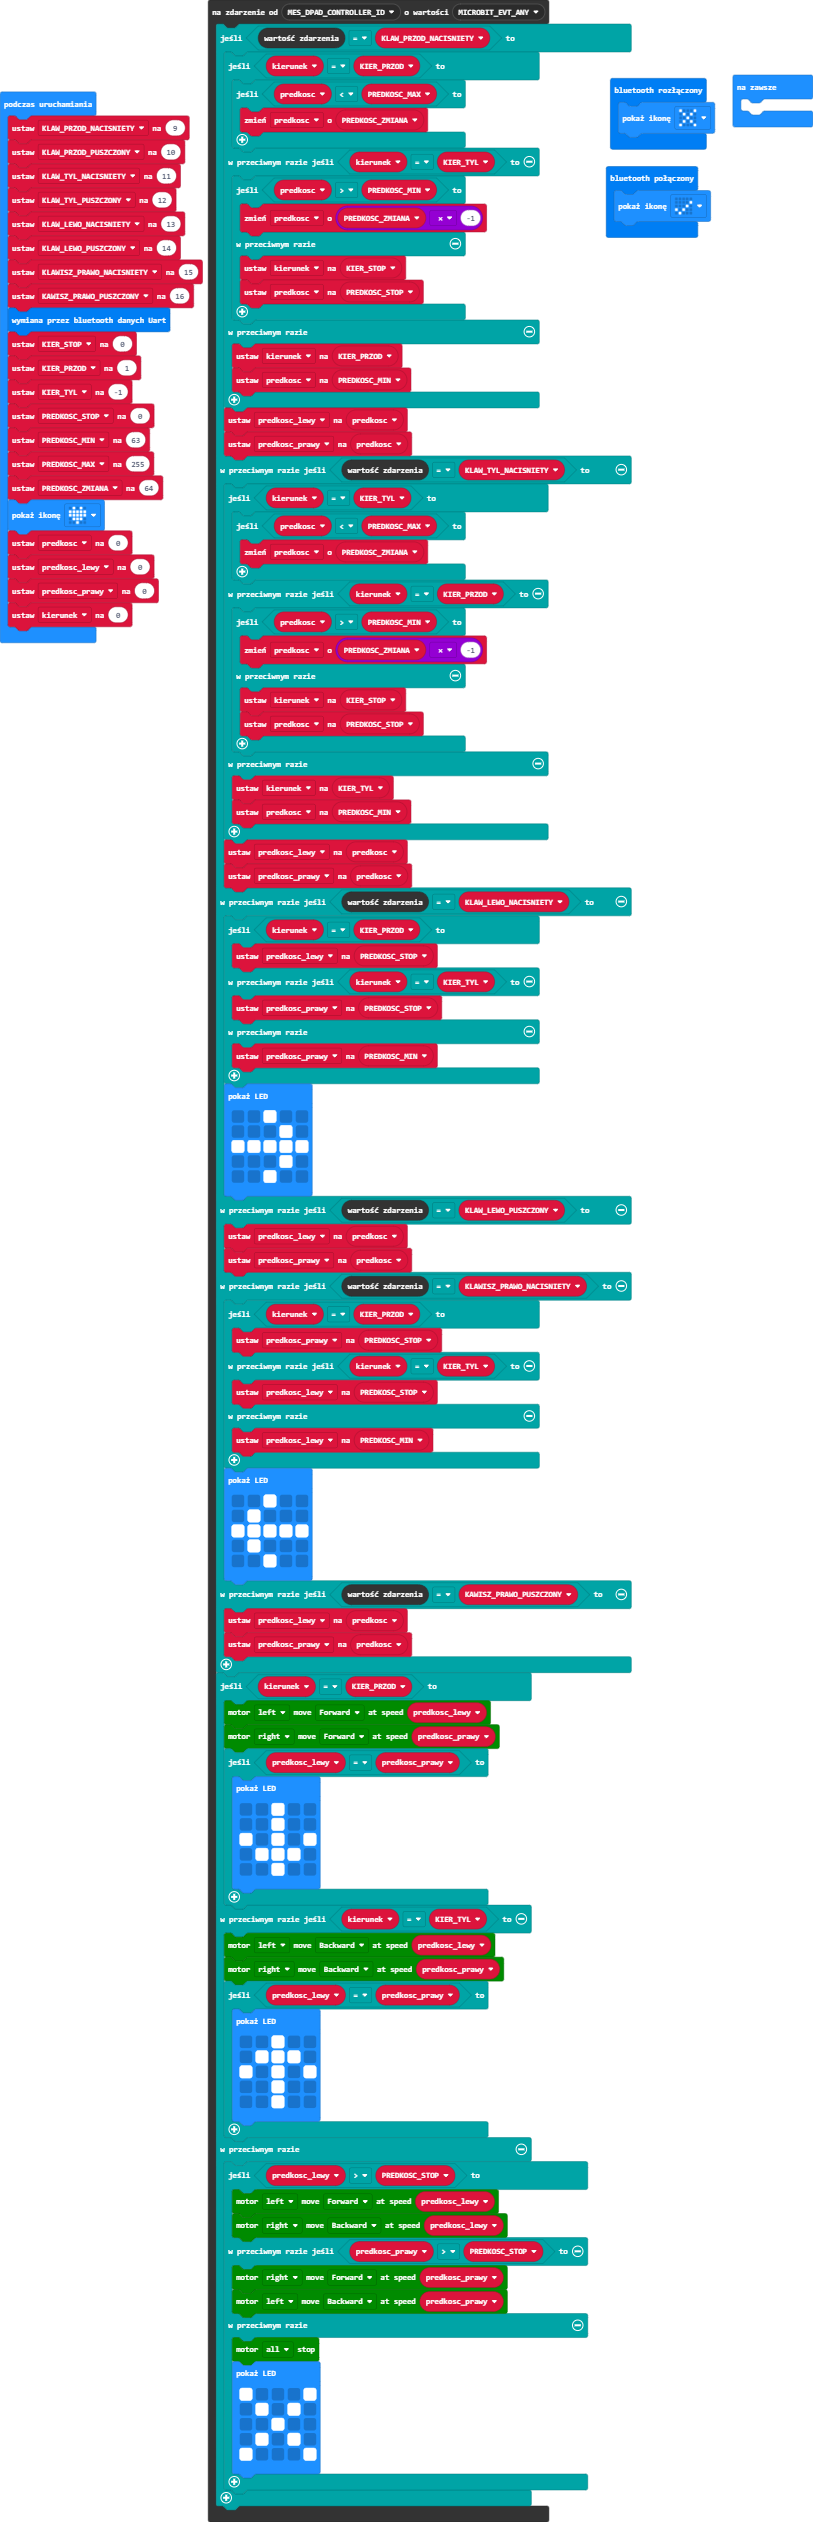 podczas uruchamiania
ustaw KLAW_PRZOD_NACISNIETY na 9
ustaw KLAW_PRZOD_PUSZCZONY na 10
ustaw KLAW_TYL_NACISNIETY na 11
ustaw KLAW_TYL_PUSZCZONY na 12
ustaw KLAW_LEWO_NACISNIETY na 13
ustaw KLAW_LEWO_PUSZCZONY na 14
ustaw KLAWISZ_PRAWO_NACISNIETY na 15
ustaw KAWISZ_PRAWO_PUSZCZONY na 16
wymiana przez bluetooth danych Uart
ustaw KIER_STOP na 0
ustaw KIER_PRZOD na 1
ustaw KIER_TYL na -1
ustaw PREDKOSC_STOP na 0
ustaw PREDKOSC_MIN na 63
ustaw PREDKOSC_MAX na 255
ustaw PREDKOSC_ZMIANA na 64
pokaż ikonę
ustaw predkosc na 0
ustaw predkosc_lewy na 0
ustaw predkosc_prawy na 0
ustaw kierunek na 0
na zdarzenie od MES_DPAD_CONTROLLER_ID o wartości MICROBIT_EVT_ANY
jeśli wartość zdarzenia = KLAW_PRZOD_NACISNIETY to
jeśli kierunek = KIER_PRZOD to
jeśli predkosc < PREDKOSC_MAX to
zmień predkosc o PREDKOSC_ZMIANA
w przeciwnym razie jeśli kierunek = KIER_TYL to
jeśli predkosc > PREDKOSC_MIN to
zmień predkosc o PREDKOSC_ZMIANA × -1
w przeciwnym razie
ustaw kierunek na KIER_STOP
ustaw predkosc na PREDKOSC_STOP
w przeciwnym razie
ustaw kierunek na KIER_PRZOD
ustaw predkosc na PREDKOSC_MIN
ustaw predkosc_lewy na predkosc
ustaw predkosc_prawy na predkosc
w przeciwnym razie jeśli wartość zdarzenia = KLAW_TYL_NACISNIETY to
jeśli kierunek = KIER_TYL to
jeśli predkosc < PREDKOSC_MAX to
zmień predkosc o PREDKOSC_ZMIANA
w przeciwnym razie jeśli kierunek = KIER_PRZOD to
jeśli predkosc > PREDKOSC_MIN to
zmień predkosc o PREDKOSC_ZMIANA × -1
w przeciwnym razie
ustaw kierunek na KIER_STOP
ustaw predkosc na PREDKOSC_STOP
w przeciwnym razie
ustaw kierunek na KIER_TYL
ustaw predkosc na PREDKOSC_MIN
ustaw predkosc_lewy na predkosc
ustaw predkosc_prawy na predkosc
w przeciwnym razie jeśli wartość zdarzenia = KLAW_LEWO_NACISNIETY to
jeśli kierunek = KIER_PRZOD to
ustaw predkosc_lewy na PREDKOSC_STOP
w przeciwnym razie jeśli kierunek = KIER_TYL to
ustaw predkosc_prawy na PREDKOSC_STOP
w przeciwnym razie
ustaw predkosc_prawy na PREDKOSC_MIN
pokaż LED
w przeciwnym razie jeśli wartość zdarzenia = KLAW_LEWO_PUSZCZONY to
ustaw predkosc_lewy na predkosc
ustaw predkosc_prawy na predkosc
w przeciwnym razie jeśli wartość zdarzenia = KLAWISZ_PRAWO_NACISNIETY to
jeśli kierunek = KIER_PRZOD to
ustaw predkosc_prawy na PREDKOSC_STOP
w przeciwnym razie jeśli kierunek = KIER_TYL to
ustaw predkosc_lewy na PREDKOSC_STOP
w przeciwnym razie
ustaw predkosc_lewy na PREDKOSC_MIN
pokaż LED
w przeciwnym razie jeśli wartość zdarzenia = KAWISZ_PRAWO_PUSZCZONY to
ustaw predkosc_lewy na predkosc
ustaw predkosc_prawy na predkosc
jeśli kierunek = KIER_PRZOD to
motor left move Forward at speed predkosc_lewy
motor right move Forward at speed predkosc_prawy
jeśli predkosc_lewy = predkosc_prawy to
pokaż LED
w przeciwnym razie jeśli kierunek = KIER_TYL to
motor left move Backward at speed predkosc_lewy
motor right move Backward at speed predkosc_prawy
jeśli predkosc_lewy = predkosc_prawy to
pokaż LED
w przeciwnym razie
jeśli predkosc_lewy > PREDKOSC_STOP to
motor left move Forward at speed predkosc_lewy
motor right move Backward at speed predkosc_lewy
w przeciwnym razie jeśli predkosc_prawy > PREDKOSC_STOP to
motor right move Forward at speed predkosc_prawy
motor left move Backward at speed predkosc_prawy
w przeciwnym razie
motor all stop
pokaż LED
bluetooth rozłączony
pokaż ikonę
bluetooth połączony
pokaż ikonę
na zawsze